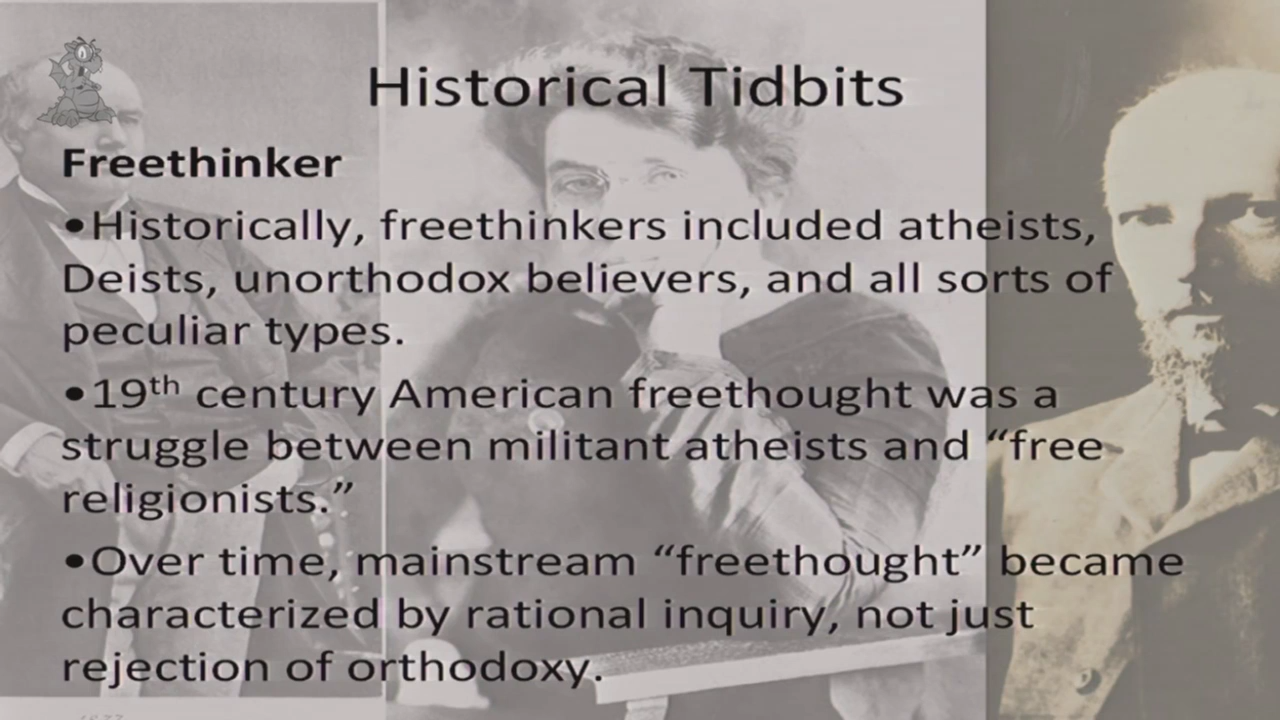 Historical Tidbits
Freethinker
•Historically, freethinkers included atheists,
Deists, unorthodox believers, and all sorts of
peculiar types.
•19th century American freethought was a
struggle between militant atheists and “free
religionists.”
•Over time, mainstream “freethought” became
characterized by rational inquiry, not just
rejection of orthodoxy.